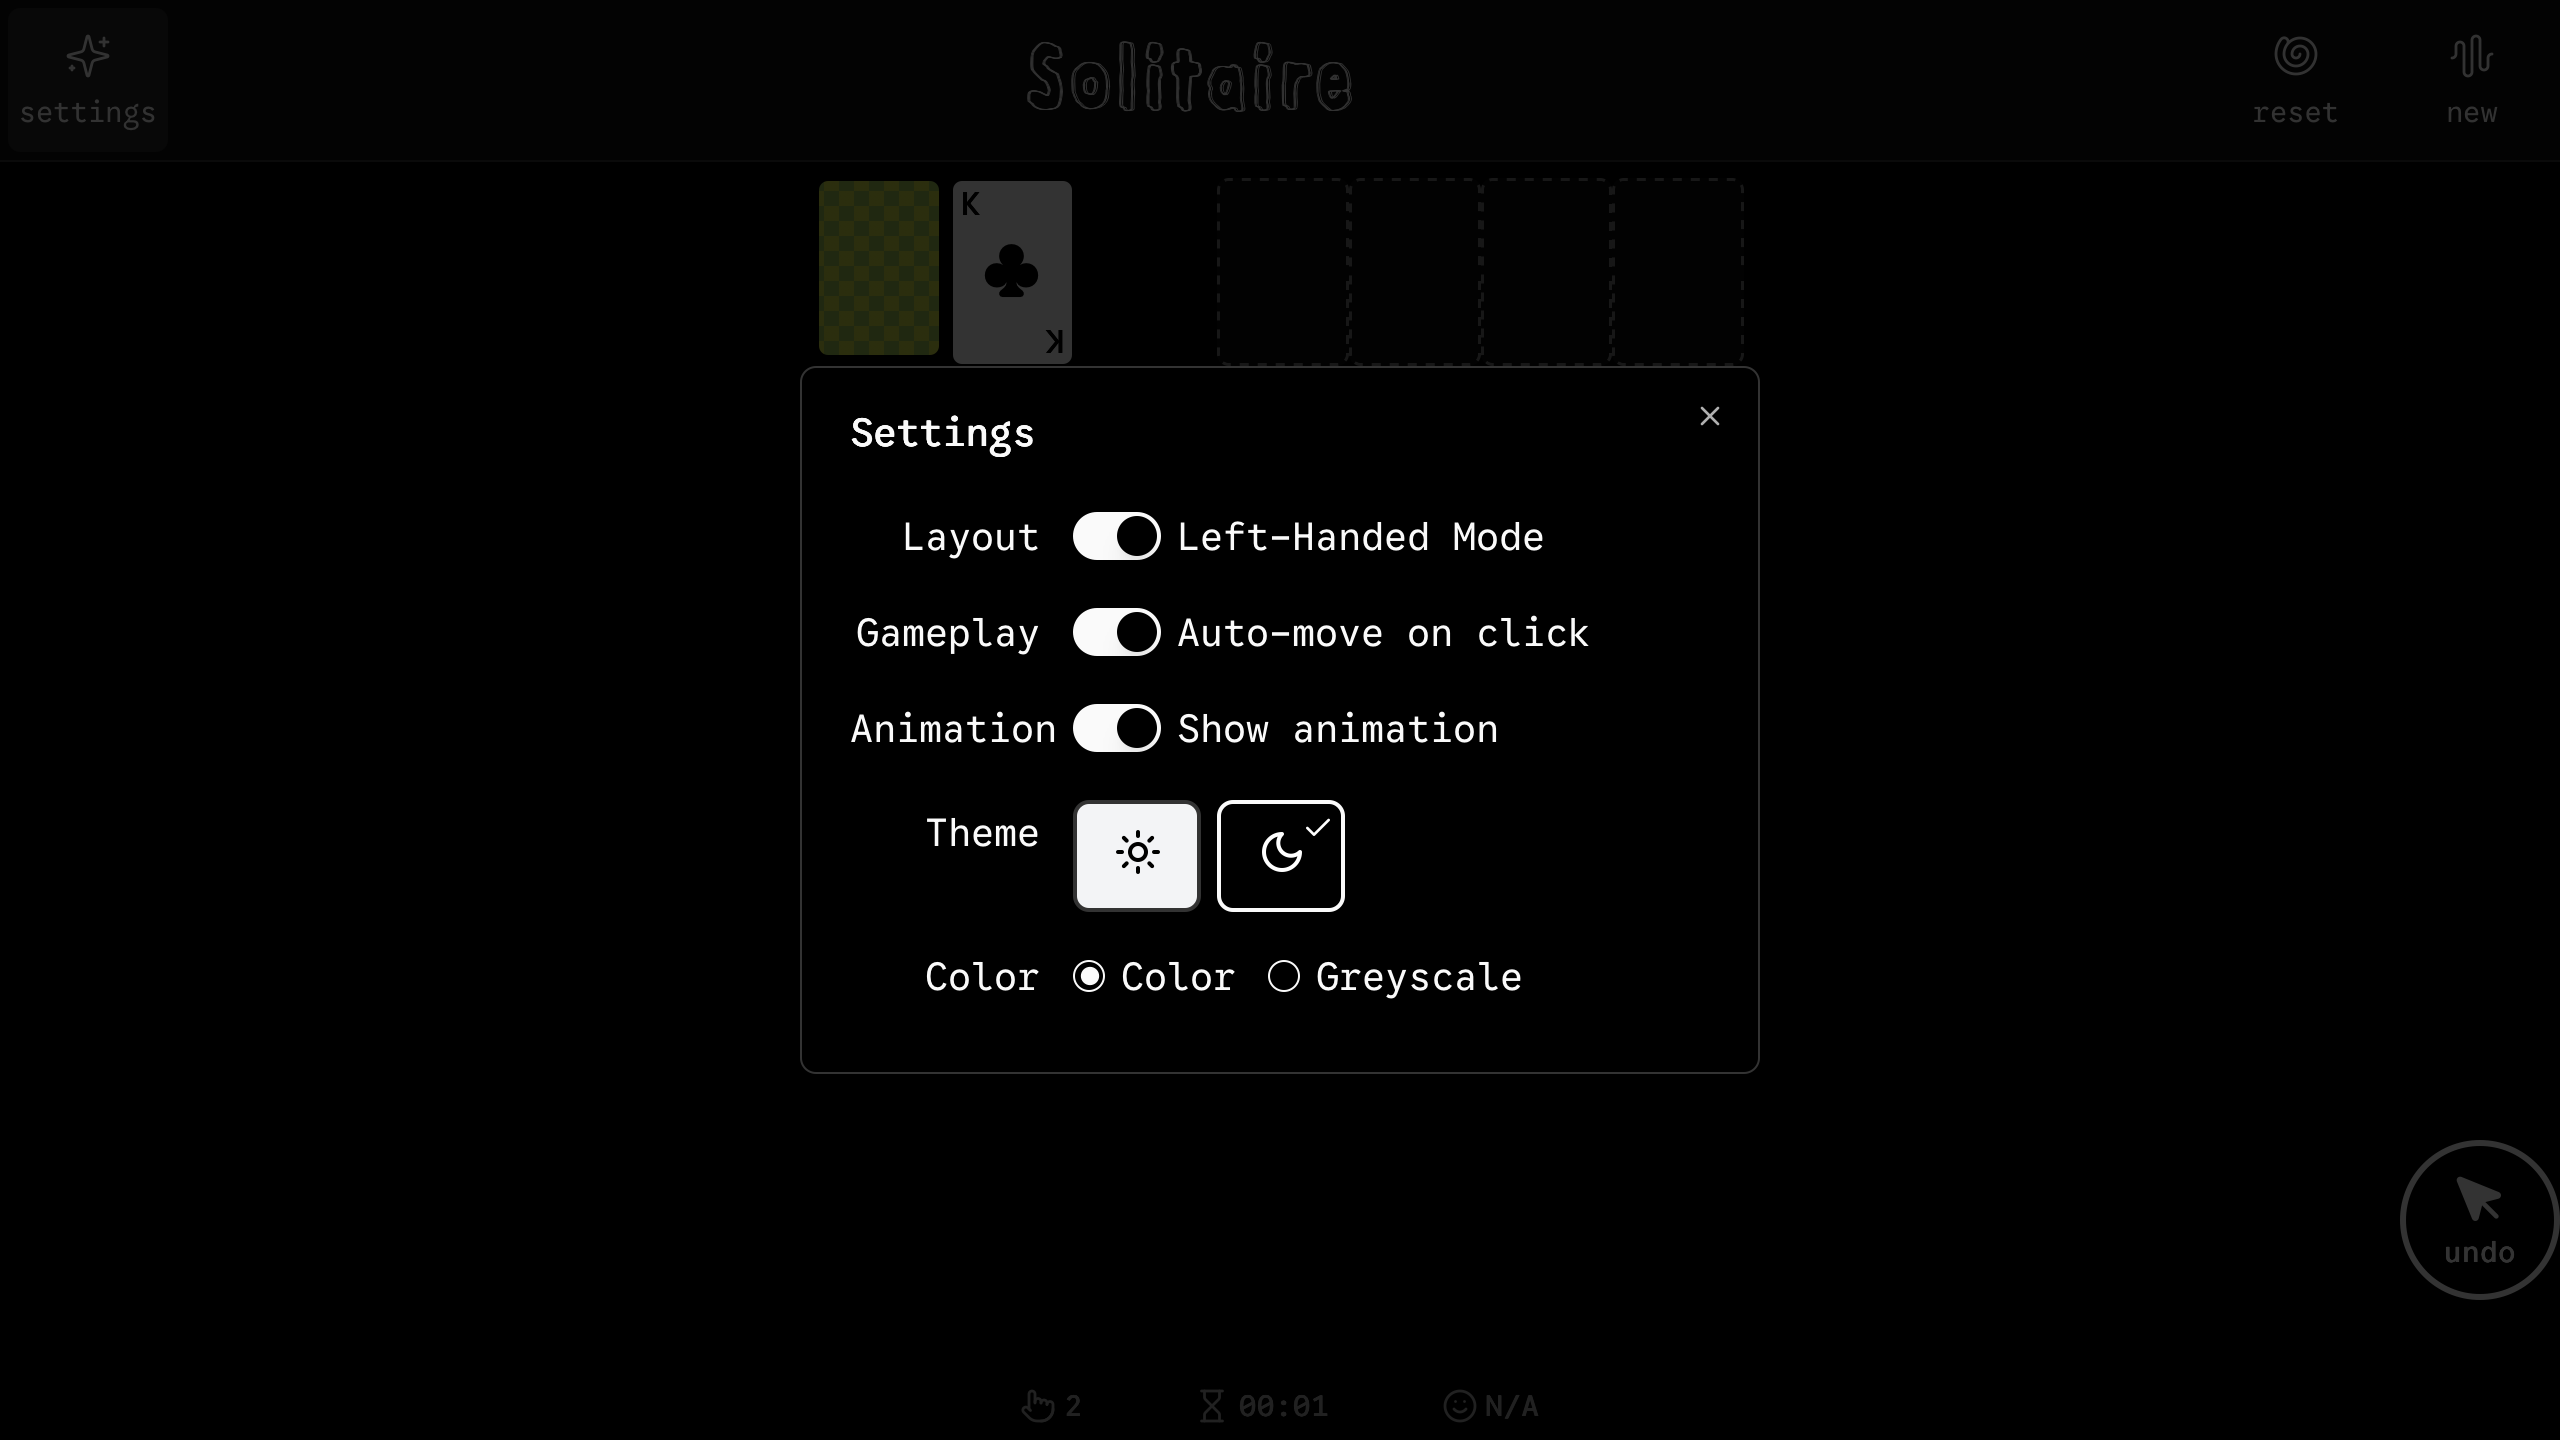 settings
Solitaire
reset
new
K
K
Settings
Layout Left-Handed Mode
Gameplay Auto-move on click
Animation Show animation
Theme
Color Color Greyscale
undo
2 00:01 N/A